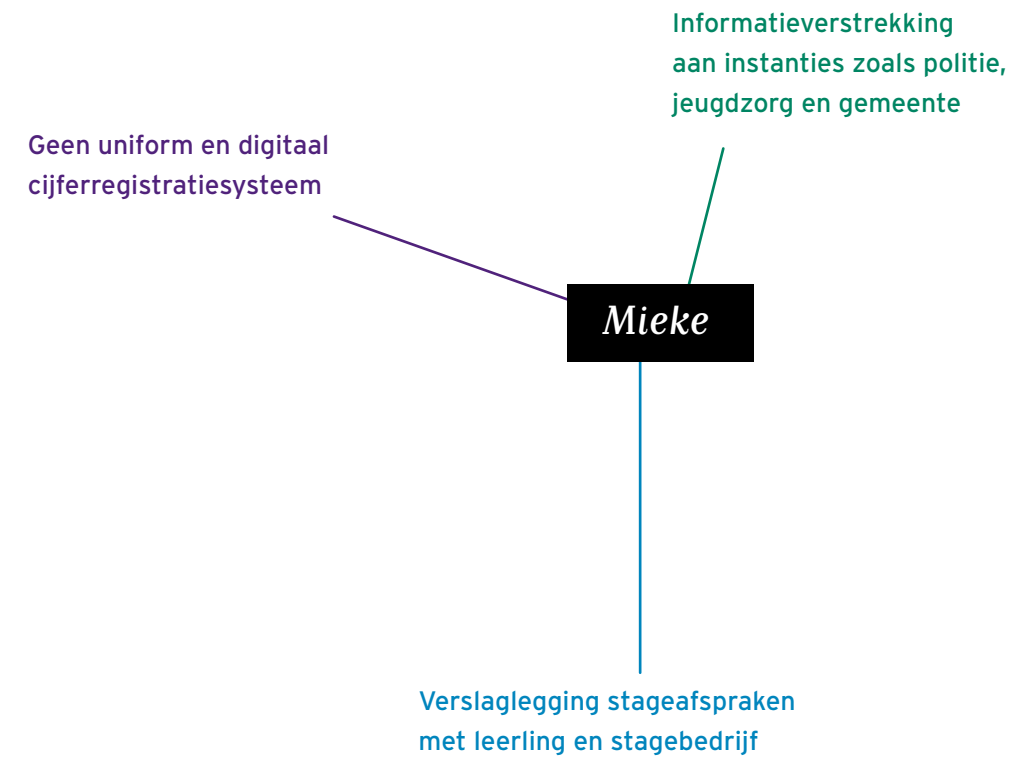 Informatieverstrekking
aan instanties zoals politie,
jeugdzorg en gemeente
Geen uniform en digitaal
cijferregistratiesysteem
Mieke
Verslaglegging stageafspraken
met leerling en stagebedrijf